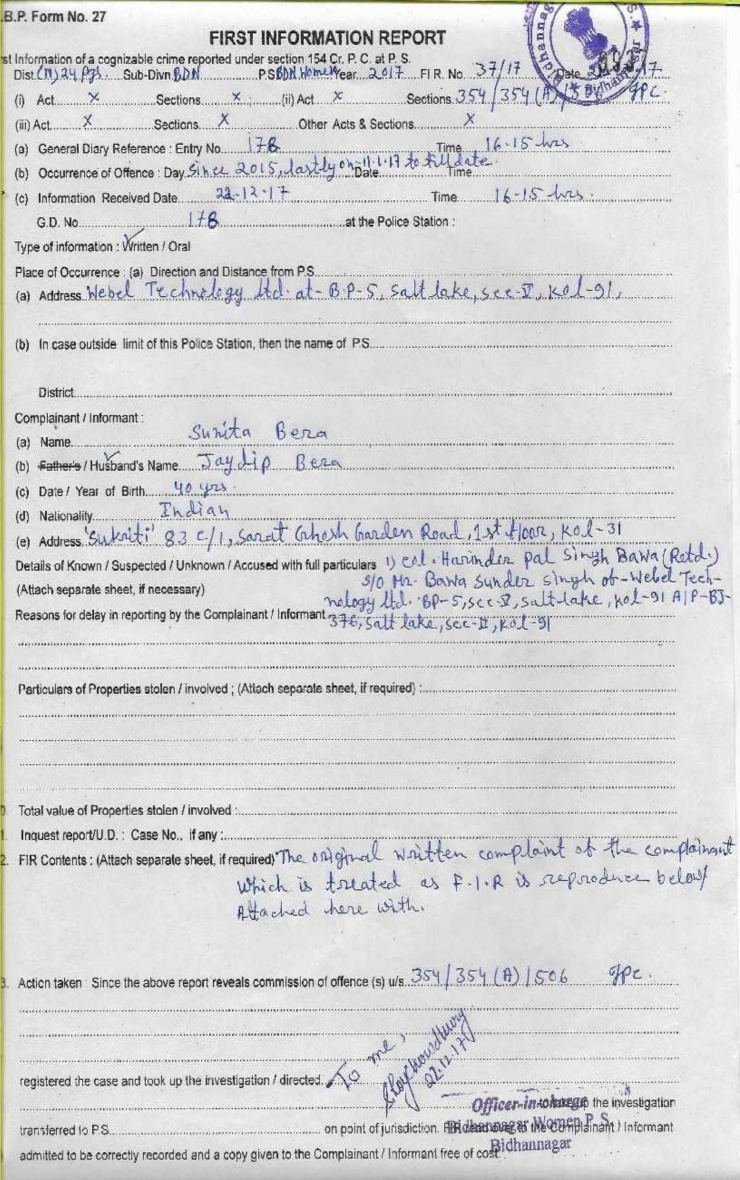 .B.P. Form No. 27
FIRST INFORMATION REPORT
st Information of a cognizable crime reported under section 154 Cr. P. C. at P. S.
Dist (N) 24 Pgs. Sub-Divn BDN P.S BDN Women Year 2017 F I R. No. 37/17 Date
(i) Act X Sections X (ii) Act X Sections 354/354(A)/506 IPC.
(iii) Act X Sections X Other Acts & Sections X
(a) General Diary Reference : Entry No. 178 Time 16-15 hrs
(b) Occurrence of Offence : Day Since 2015, lastly on 11.1.17 to till date. Date Time
(c) Information Received Date 22-12-17 Time 16-15 hrs.
G.D. No. 178 at the Police Station :
Type of information : Written / Oral
Place of Occurrence : (a) Direction and Distance from P.S.
(a) Address Webel Technology Ltd. at- B.P-5, Salt lake, sec-V, Kol-91,
(b) In case outside limit of this Police Station, then the name of P.S.
District
Complainant / Informant :
(a) Name Sunita Bera
(b) Father's / Husband's Name Jaydip Bera
(c) Date / Year of Birth 40 yrs.
(d) Nationality Indian
(e) Address 'Sukriti' 83 C/1, Sarat Ghosh Garden Road, 1st floor, Kol-31
Details of Known / Suspected / Unknown / Accused with full particulars 1) Col. Harinder Pal Singh Bawa (Retd.)
S/O Mr. Bawa Sunder Singh of- Webel Tech-
(Attach separate sheet, if necessary)
nology Ltd. BP-5, sec-V, Salt-lake, Kol-91 A/P-BJ-
Reasons for delay in reporting by the Complainant / Informant
376, Salt lake, sec-II, Kol-91
Particulars of Properties stolen / involved ; (Attach separate sheet, if required) :
Total value of Properties stolen / involved :
Inquest report/U.D. : Case No., if any :
2. FIR Contents : (Attach separate sheet, if required) The original written complaint of the complainant
Which is treated as F.I.R is reproduce below/
Attached here with.
3. Action taken : Since the above report reveals commission of offence (s) u/s. 354/354(A)/506 IPC.
To me,
22.12.17
registered the case and took up the investigation / directed
Officer-in-charge to take up the investigation
Bidhannagar Women P.S.
transferred to P.S. on point of jurisdiction. FIR read over to the Complainant / Informant
Bidhannagar
admitted to be correctly recorded and a copy given to the Complainant / Informant free of cost.